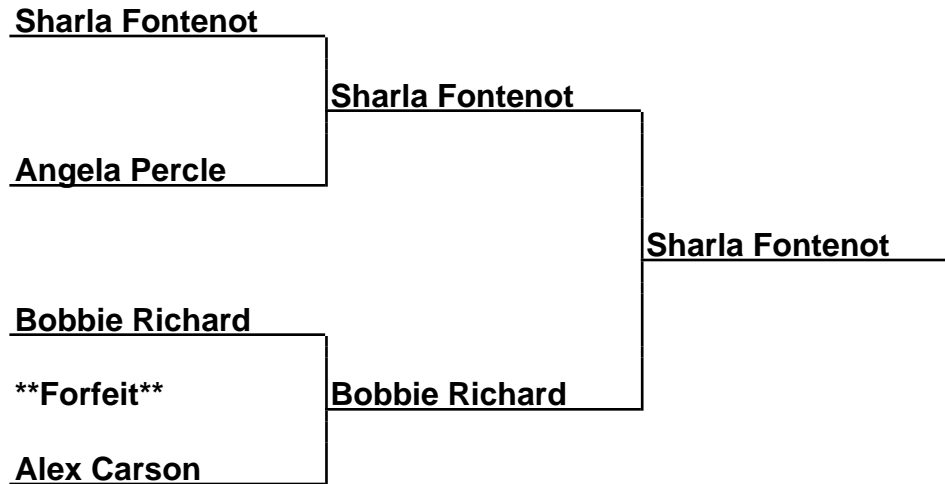 Sharla Fontenot
Sharla Fontenot
Angela Percle
Sharla Fontenot
Bobbie Richard
**Forfeit**
Bobbie Richard
Alex Carson